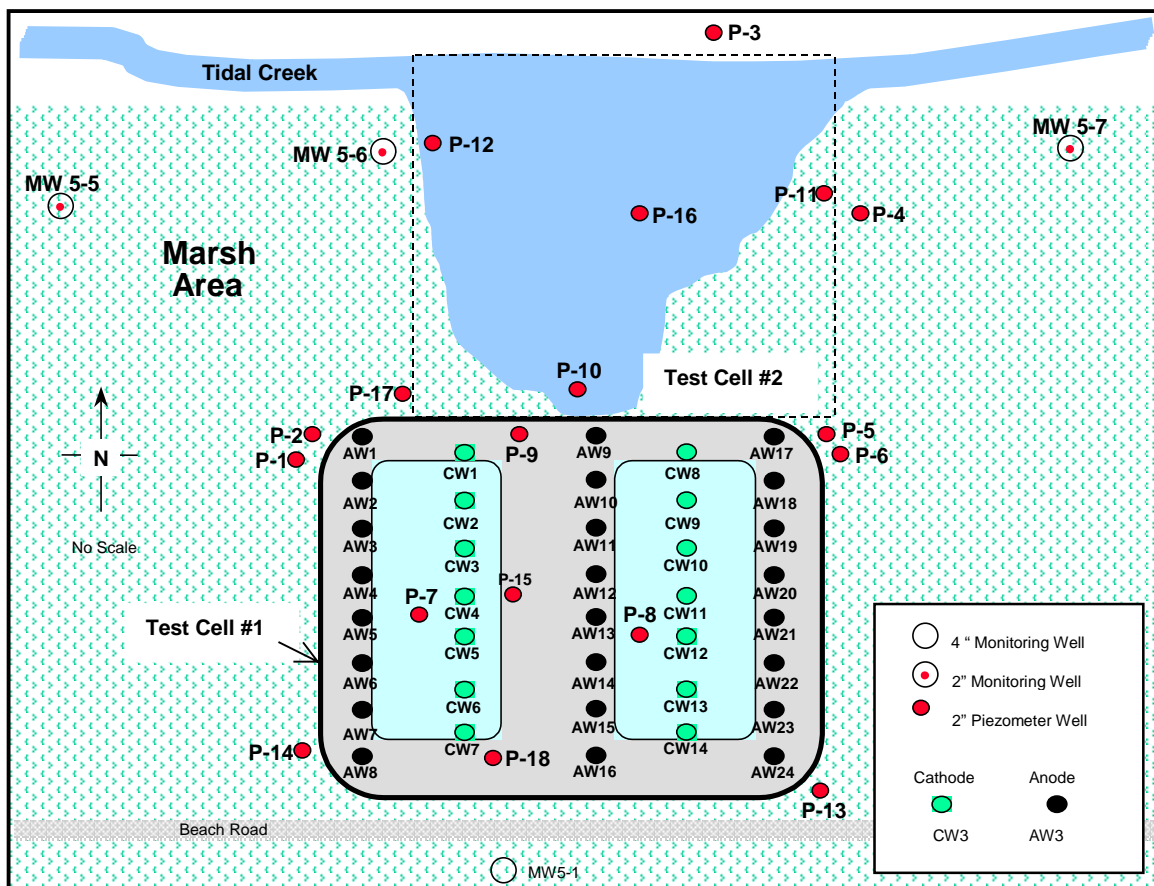 P-3
Tidal Creek
MW 5-7
P-12
MW 5-6
MW 5-5
P-11
P-16
P-4
Marsh
Area
P-10
Test Cell #2
P-17
P-2
P-9
P-5
AW1
AW9
AW17
P-1
P-6
CW1
CW8
N
AW2
AW10
AW18
CW2
CW9
No Scale
AW3
AW11
AW19
CW3
CW10
P-15
AW4
AW12
AW20
P-7
CW4
P-8
CW11
Test Cell #1
AW5
AW13
AW21
CW5
CW12
AW6
AW14
AW22
CW6
CW13
AW7
AW15
AW23
P-14
CW7
CW14
P-18
AW8
AW16
AW24
P-13
Beach Road
MW5-1
4 “ Monitoring Well
2” Monitoring Well
2” Piezometer Well
Cathode
Anode
CW3
AW3